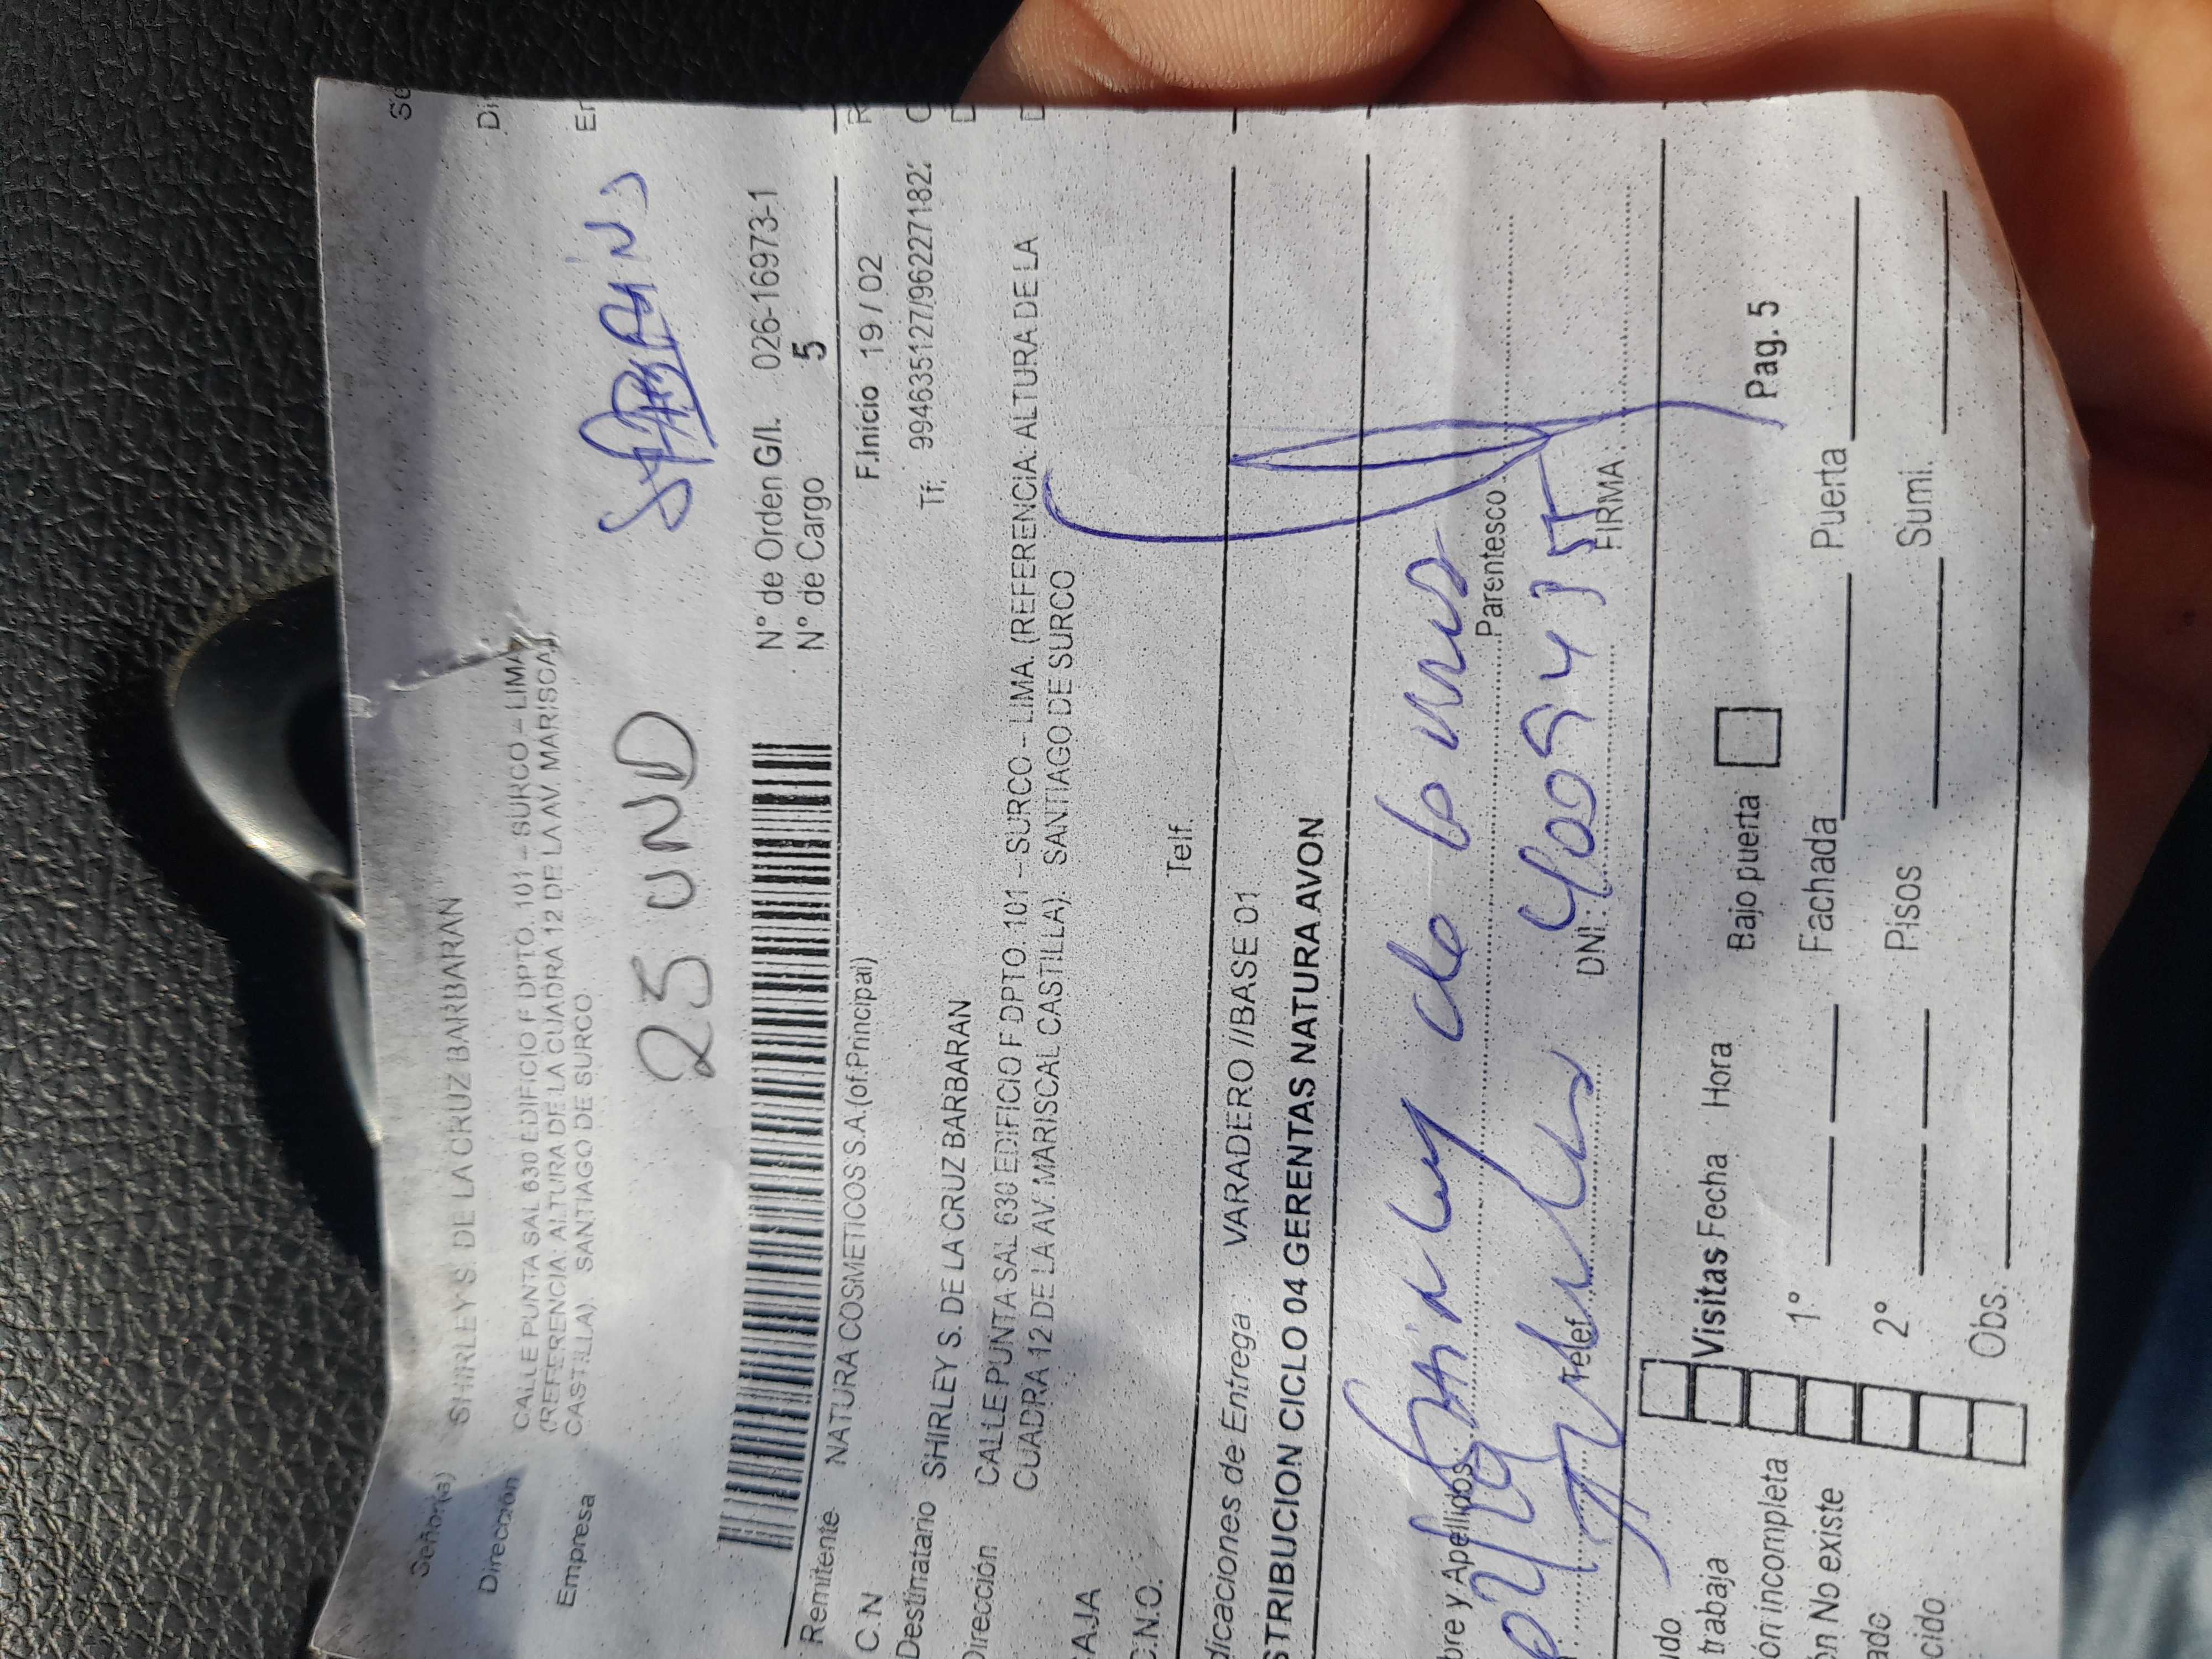 Señor(a) SHIRLEY S. DE LA CRUZ BARBARAN
Dirección CALLE PUNTA SAL 630 EDIFICIO F DPTO. 101 – SURCO – LIMA.
(REFERENCIA: ALTURA DE LA CUADRA 12 DE LA AV. MARISCAL
CASTILLA). SANTIAGO DE SURCO
Empresa
25 UND
N° de Orden G/I. 026-16973-1
N° de Cargo 5
Remitente NATURA COSMETICOS S.A.(of.Principal) F.Inicio 19 / 02
C.N
Destinatario SHIRLEY S. DE LA CRUZ BARBARAN Tf: 994635127/96227182
Dirección CALLE PUNTA SAL 630 EDIFICIO F DPTO. 101 – SURCO – LIMA. (REFERENCIA: ALTURA DE LA
CUADRA 12 DE LA AV. MARISCAL CASTILLA). SANTIAGO DE SURCO
AJA
C.N.O. Telf.
dicaciones de Entrega VARADERO //BASE 01
STRIBUCION CICLO 04 GERENTAS NATURA AVON
de la
bre y Apellidos Parentesco
Telef. DNI: FIRMA
udo
trabaja Visitas Fecha Hora Bajo puerta Pag. 5
ón incompleta 1° Fachada Puerta
ón No existe
ado 2° Pisos Sumi.
cido Obs.